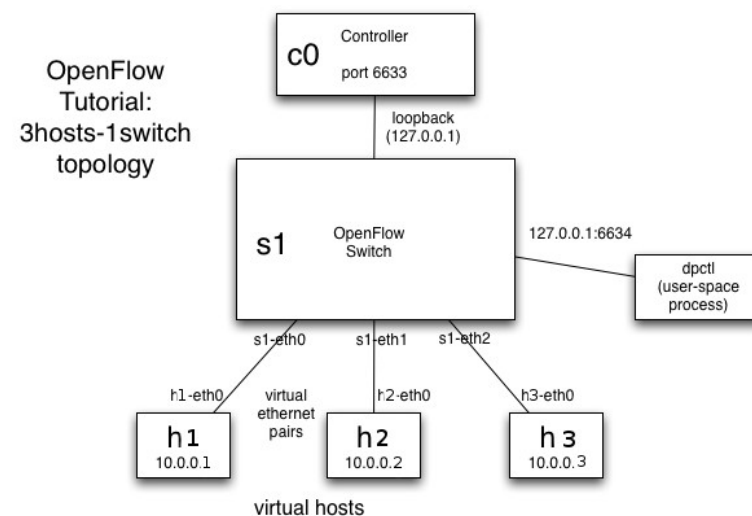 OpenFlow
Tutorial:
3hosts-1switch
topology
c0
Controller
port 6633
loopback
(127.0.0.1)
s1
OpenFlow
Switch
127.0.0.1:6634
dpctl
(user-space
process)
s1-eth0
s1-eth1
s1-eth2
h1-eth0
virtual
ethernet
pairs
h2-eth0
h3-eth0
h1
10.0.0.1
h2
10.0.0.2
h3
10.0.0.3
virtual hosts